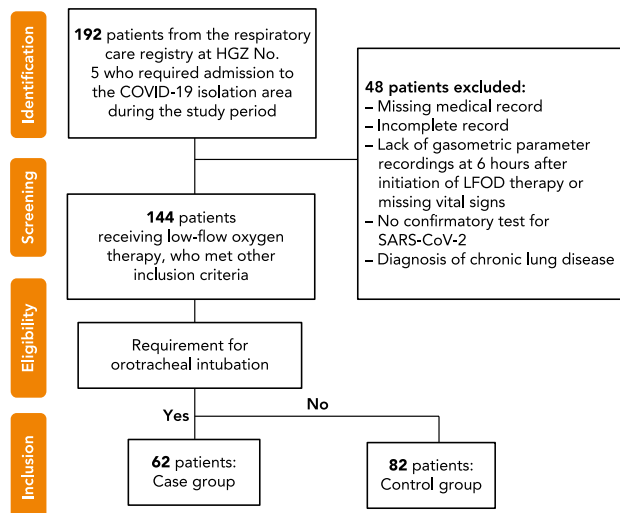 Identification
192 patients from the respiratory
care registry at HGZ No.
5 who required admission to
the COVID-19 isolation area
during the study period
48 patients excluded:
– Missing medical record
– Incomplete record
– Lack of gasometric parameter
recordings at 6 hours after
initiation of LFOD therapy or
missing vital signs
– No confirmatory test for
SARS-CoV-2
– Diagnosis of chronic lung disease
Screening
144 patients
receiving low-flow oxygen
therapy, who met other
inclusion criteria
Eligibility
Requirement for
orotracheal intubation
Yes
No
Inclusion
62 patients:
Case group
82 patients:
Control group